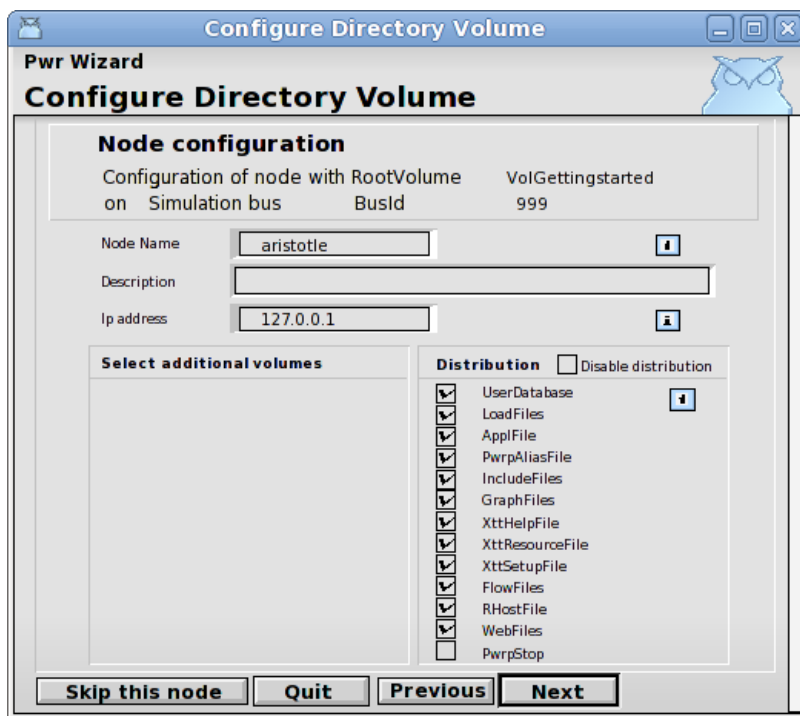 Configure Directory Volume
Pwr Wizard
Configure Directory Volume
Node configuration
Configuration of node with RootVolume VolGettingstarted
on Simulation bus BusId 999
Node Name aristotle
Description
Ip address 127.0.0.1
Select additional volumes
Distribution Disable distribution
UserDatabase
LoadFiles
ApplFile
PwrpAliasFile
IncludeFiles
GraphFiles
XttHelpFile
XttResourceFile
XttSetupFile
FlowFiles
RHostFile
WebFiles
PwrpStop
Skip this node Quit Previous Next